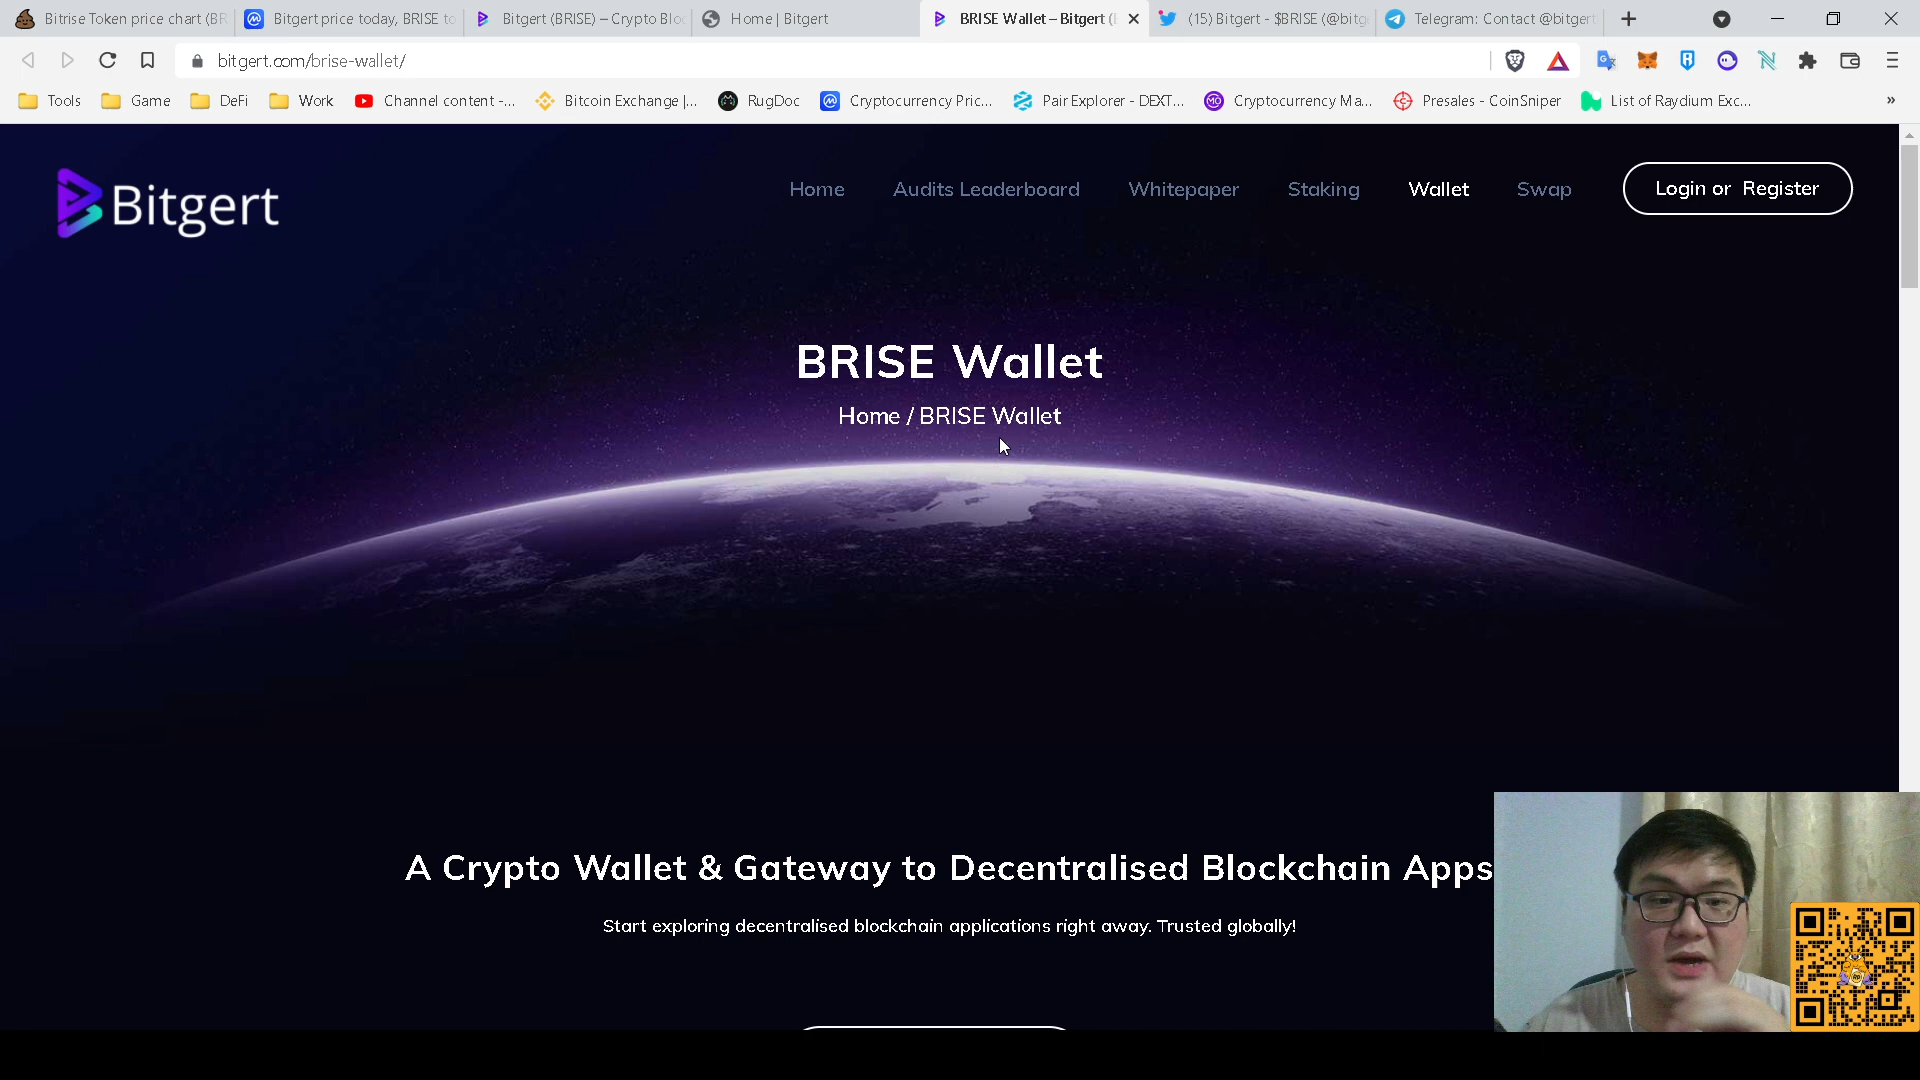 Bitrise Token price chart (BR
Bitgert price today, BRISE to
Bitgert (BRISE) – Crypto Bloc
Home | Bitgert
BRISE Wallet – Bitgert (
(15) Bitgert - $BRISE (@bitge
Telegram: Contact @bitgert
bitgert.com/brise-wallet/
Tools
Game
DeFi
Work
Channel content -...
Bitcoin Exchange |...
RugDoc
Cryptocurrency Pric...
Pair Explorer - DEXT...
Cryptocurrency Ma...
Presales - CoinSniper
List of Raydium Exc...
»
Bitgert
Home
Audits Leaderboard
Whitepaper
Staking
Wallet
Swap
Login or Register
BRISE Wallet
Home / BRISE Wallet
A Crypto Wallet & Gateway to Decentralised Blockchain Apps
Start exploring decentralised blockchain applications right away. Trusted globally!